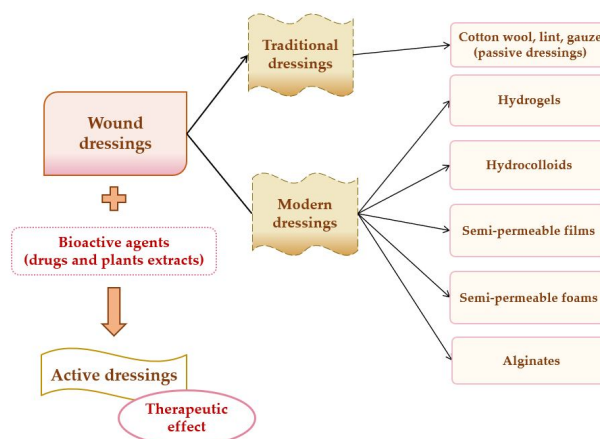 Wound
dressings
Bioactive agents
(drugs and plants extracts)
Active dressings
Therapeutic
effect
Traditional
dressings
Modern
dressings
Cotton wool, lint, gauze
(passive dressings)
Hydrogels
Hydrocolloids
Semi-permeable films
Semi-permeable foams
Alginates